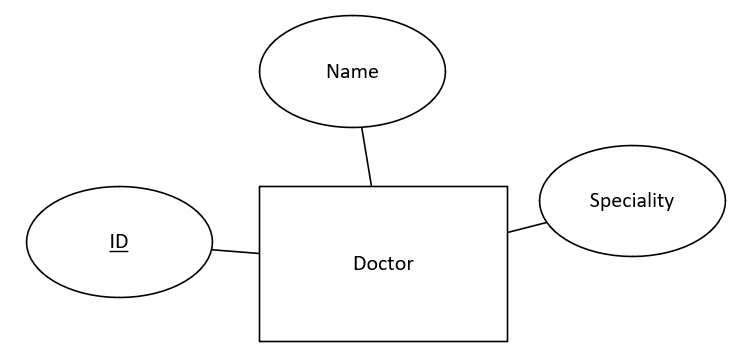 Name
Speciality
ID
Doctor